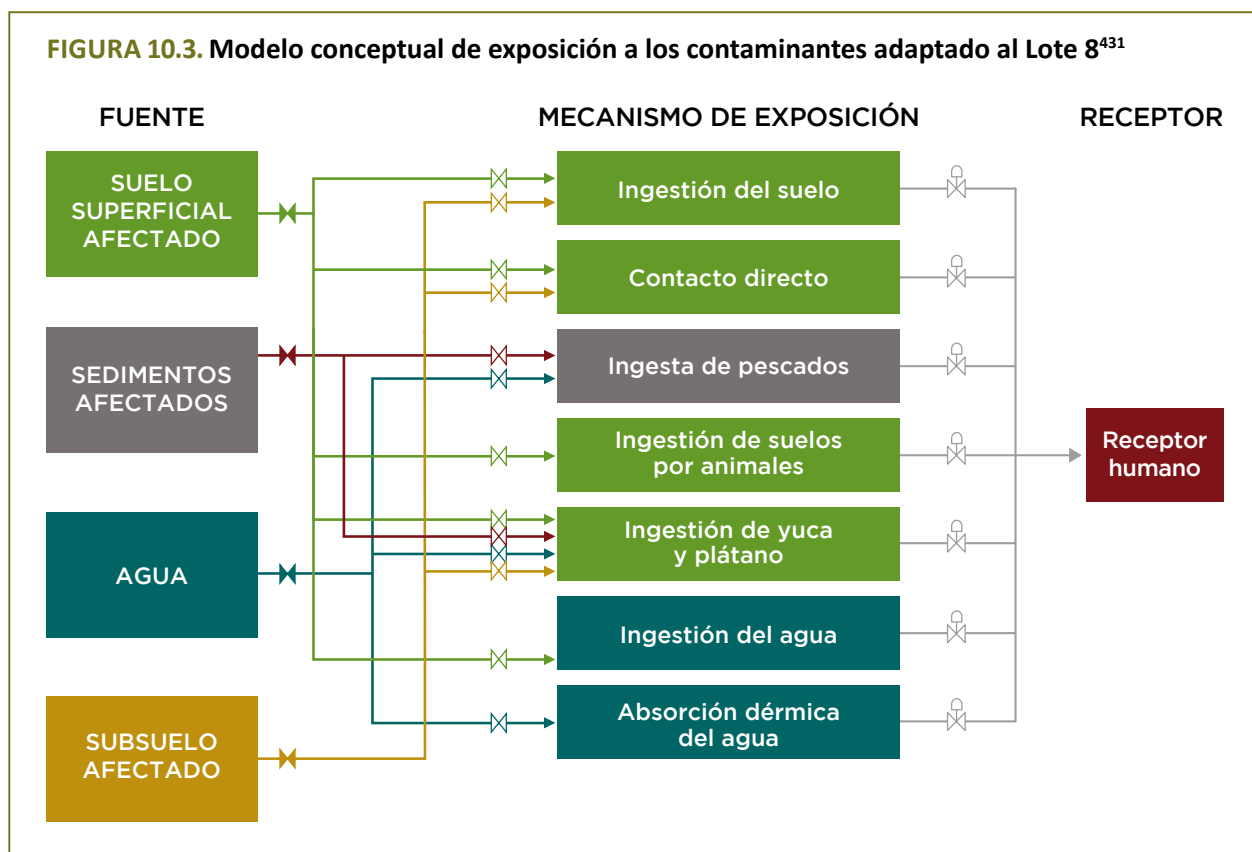 FIGURA 10.3. Modelo conceptual de exposición a los contaminantes adaptado al Lote 8431
FUENTE
MECANISMO DE EXPOSICIÓN
RECEPTOR
SUELO
SUPERFICIAL
AFECTADO
SEDIMENTOS
AFECTADOS
AGUA
SUBSUELO
AFECTADO
Ingestión del suelo
Contacto directo
Ingesta de pescados
Ingestión de suelos
por animales
Ingestión de yuca
y plátano
Ingestión del agua
Absorción dérmica
del agua
Receptor
humano